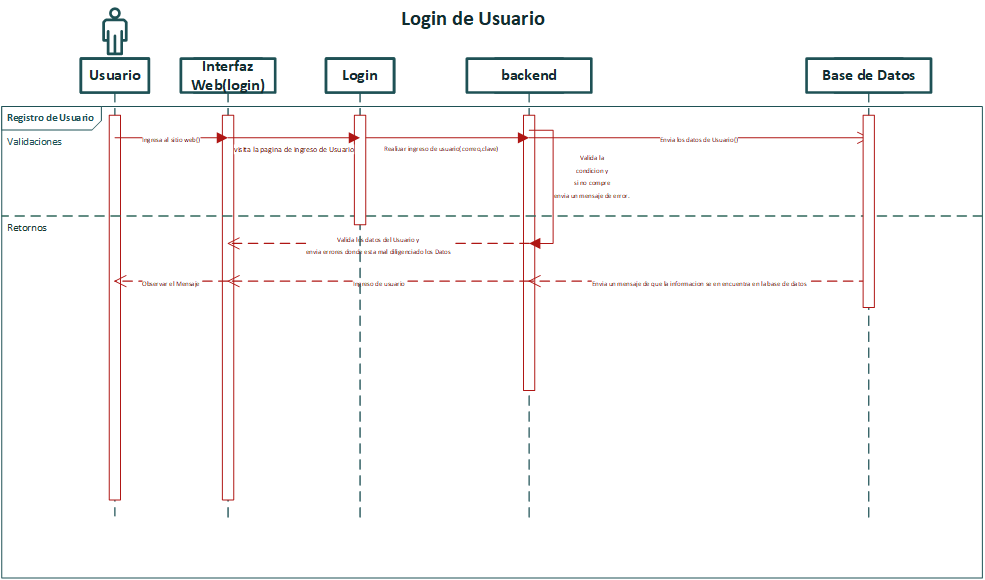 Login de Usuario
Usuario
Interfaz
Web(login)
Login
backend
Base de Datos
Registro de Usuario
Validaciones
Ingresa al sitio web()
visita la pagina de ingreso de Usuario
Realizar ingreso de usuario(correo,clave)
Envia los datos de Usuario()
Valida la
condicion y
si no compre
envia un mensaje de error.
Retornos
Valida los datos del Usuario y
envia errores donde esta mal diligenciado los Datos
Observar el Mensaje
Ingreso de usuario
Envia un mensaje de que la informacion se en encuentra en la base de datos